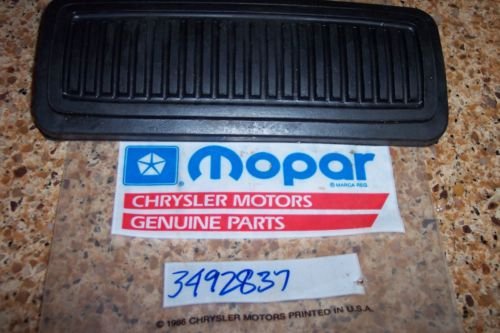 mopar
® MARCA REG.
CHRYSLER MOTORS
GENUINE PARTS
3492837
© 1986 CHRYSLER MOTORS PRINTED IN U.S.A.